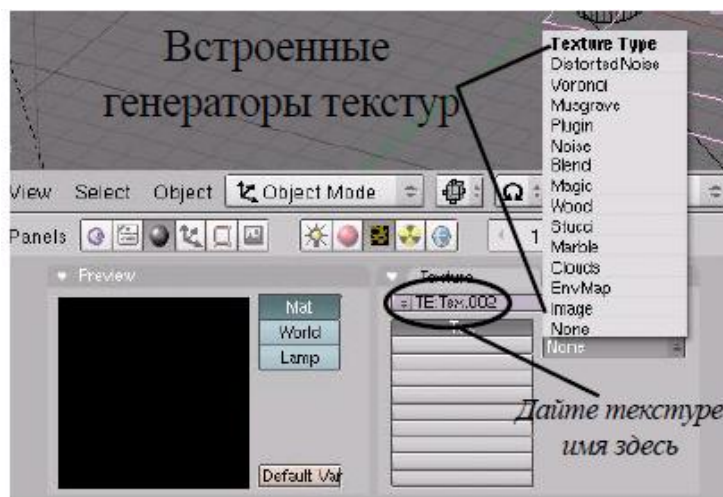 Встроенные
генераторы текстур
Texture Type
DistortedNoise
Voronoi
Musgrave
Plugin
Noise
Blend
Magic
Wood
Stucci
Marble
Clouds
EnvMap
Image
None
View Select Object Object Mode
Panels 1
Preview
Texture
TE:Tex.002
None
Mat
World
Lamp
Дайте текстуре
имя здесь
Default Var